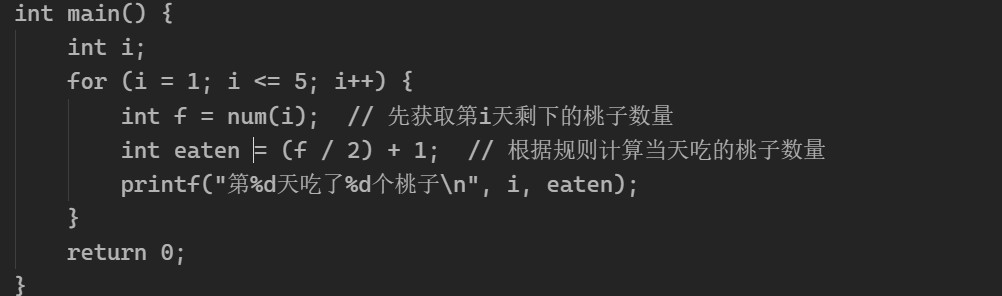 int main() {
int i;
for (i = 1; i <= 5; i++) {
int f = num(i);  // 先获取第i天剩下的桃子数量
int eaten = (f / 2) + 1;  // 根据规则计算当天吃的桃子数量
printf("第%d天吃了%d个桃子\n", i, eaten);
}
return 0;
}